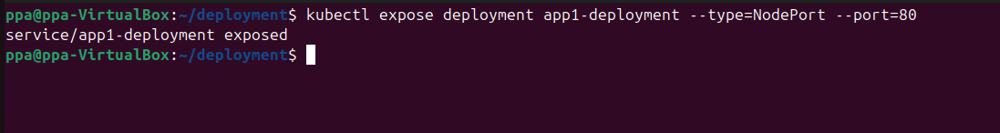 ppa@ppa-VirtualBox:~/deployment$ kubectl expose deployment app1-deployment --type=NodePort --port=80
service/app1-deployment exposed
ppa@ppa-VirtualBox:~/deployment$